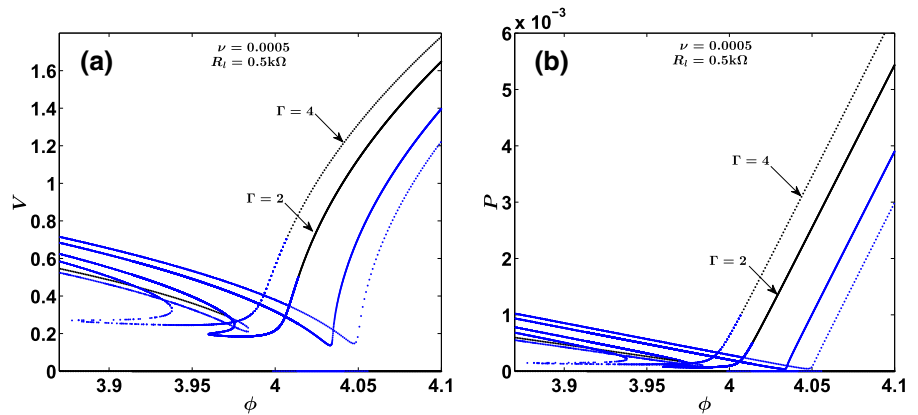 (a)
ν = 0.0005
R_l = 0.5kΩ
Γ = 4
Γ = 2
V
1.6
1.4
1.2
1
0.8
0.6
0.4
0.2
0
3.9
3.95
4
4.05
4.1
ϕ
x 10⁻³
(b)
ν = 0.0005
R_l = 0.5kΩ
Γ = 4
Γ = 2
P
6
5
4
3
2
1
0
3.9
3.95
4
4.05
4.1
ϕ